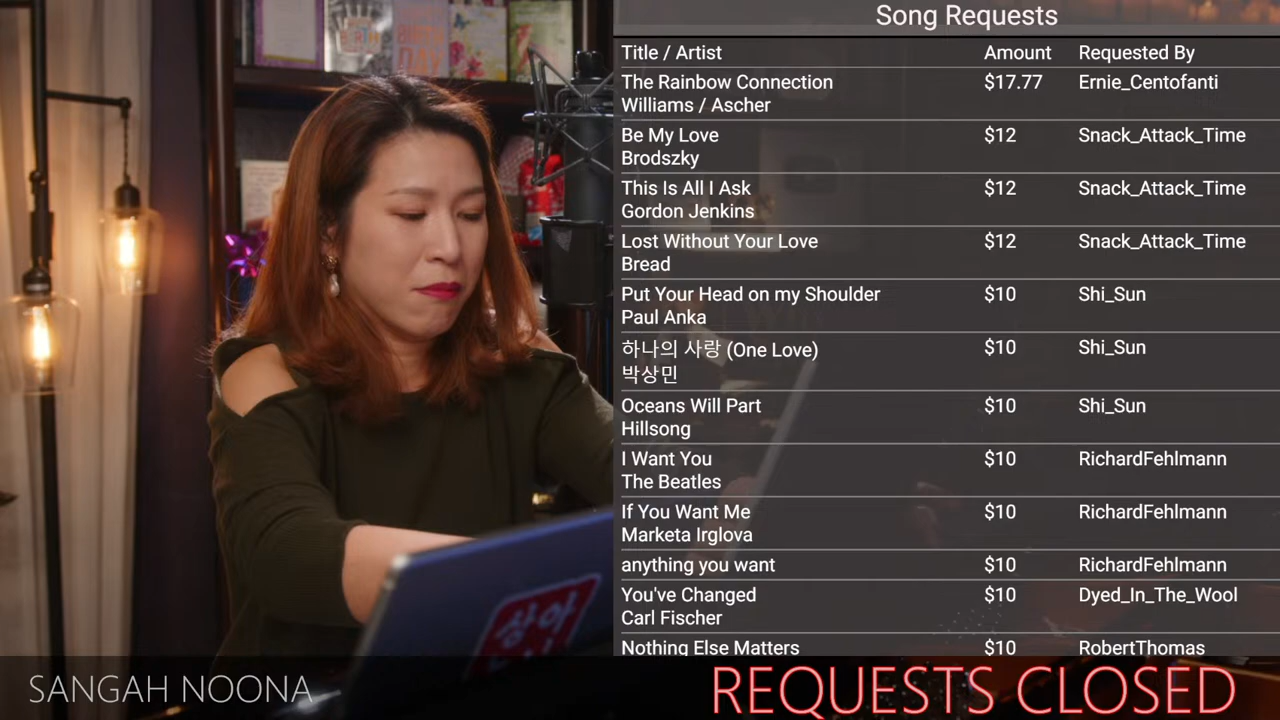 Song Requests
Title / Artist Amount Requested By
The Rainbow Connection $17.77 Ernie_Centofanti
Williams / Ascher
Be My Love $12 Snack_Attack_Time
Brodszky
This Is All I Ask $12 Snack_Attack_Time
Gordon Jenkins
Lost Without Your Love $12 Snack_Attack_Time
Bread
Put Your Head on my Shoulder $10 Shi_Sun
Paul Anka
하나의 사랑 (One Love) $10 Shi_Sun
박상민
Oceans Will Part $10 Shi_Sun
Hillsong
I Want You $10 RichardFehlmann
The Beatles
If You Want Me $10 RichardFehlmann
Marketa Irglova
anything you want $10 RichardFehlmann
You've Changed $10 Dyed_In_The_Wool
Carl Fischer
Nothing Else Matters $10 RobertThomas
상아
SANGAH NOONA
REQUESTS CLOSED